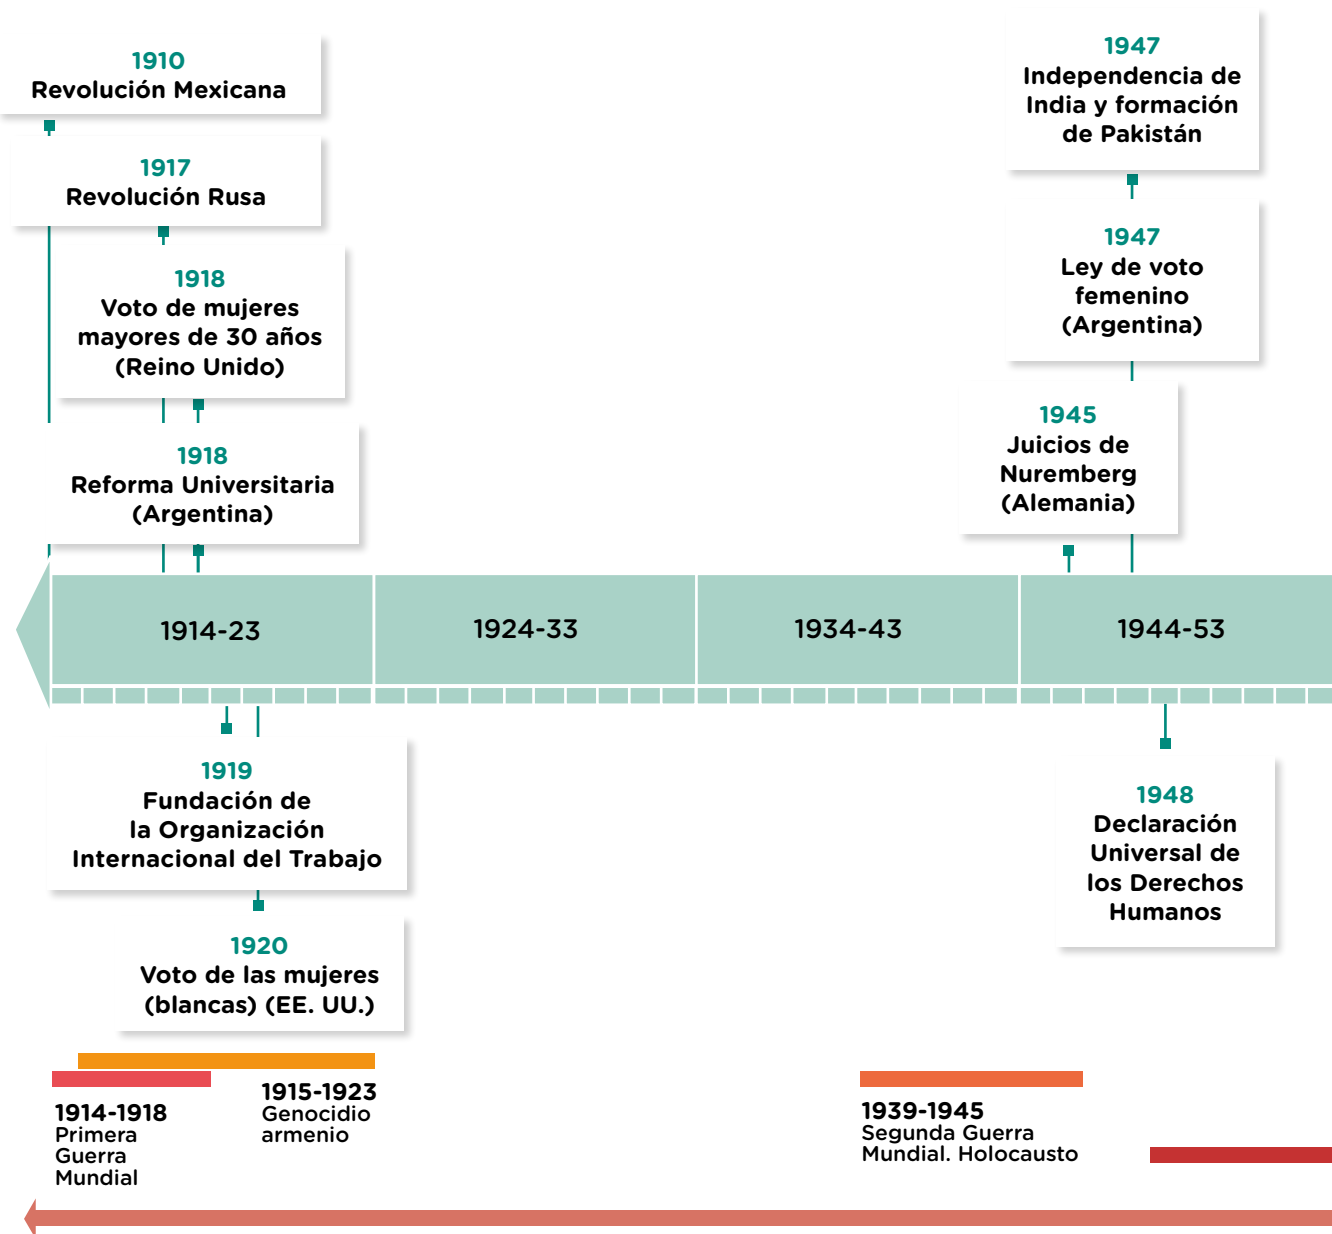 1910
Revolución Mexicana
1917
Revolución Rusa
1918
Voto de mujeres
mayores de 30 años
(Reino Unido)
1918
Reforma Universitaria
(Argentina)
1947
Independencia de
India y formación
de Pakistán
1947
Ley de voto
femenino
(Argentina)
1945
Juicios de
Nuremberg
(Alemania)
1914-23
1924-33
1934-43
1944-53
1919
Fundación de
la Organización
Internacional del Trabajo
1920
Voto de las mujeres
(blancas) (EE. UU.)
1948
Declaración
Universal de
los Derechos
Humanos
1914-1918
Primera
Guerra
Mundial
1915-1923
Genocidio
armenio
1939-1945
Segunda Guerra
Mundial. Holocausto